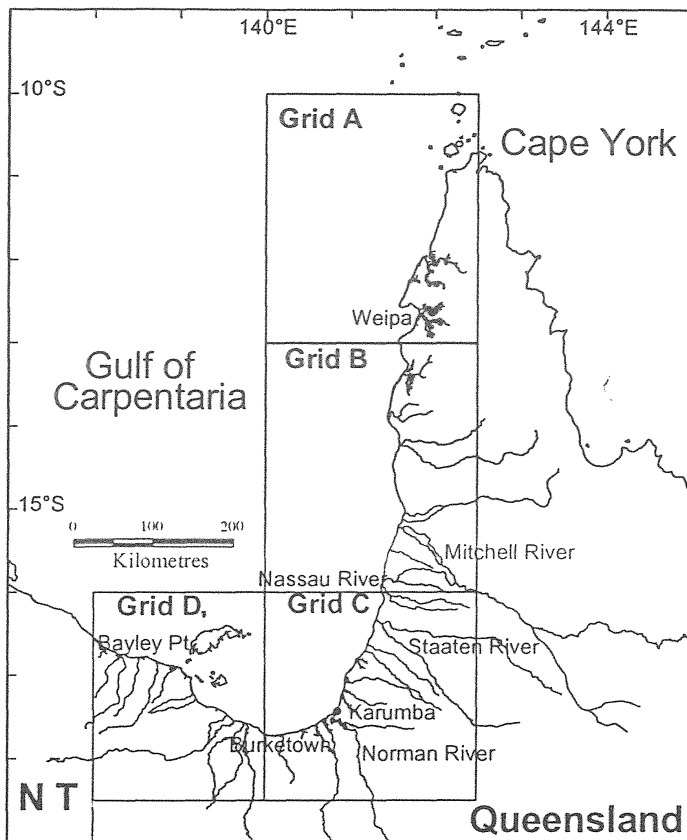 140°E
144°E
10°S
Grid A
Cape York
Weipa
Grid B
Gulf of
Carpentaria
15°S
0 100 200
Kilometres
Mitchell River
Nassau River
Grid D,
Grid C
Bayley Pt
Staaten River
Karumba
Burketown
Norman River
N T
Queensland